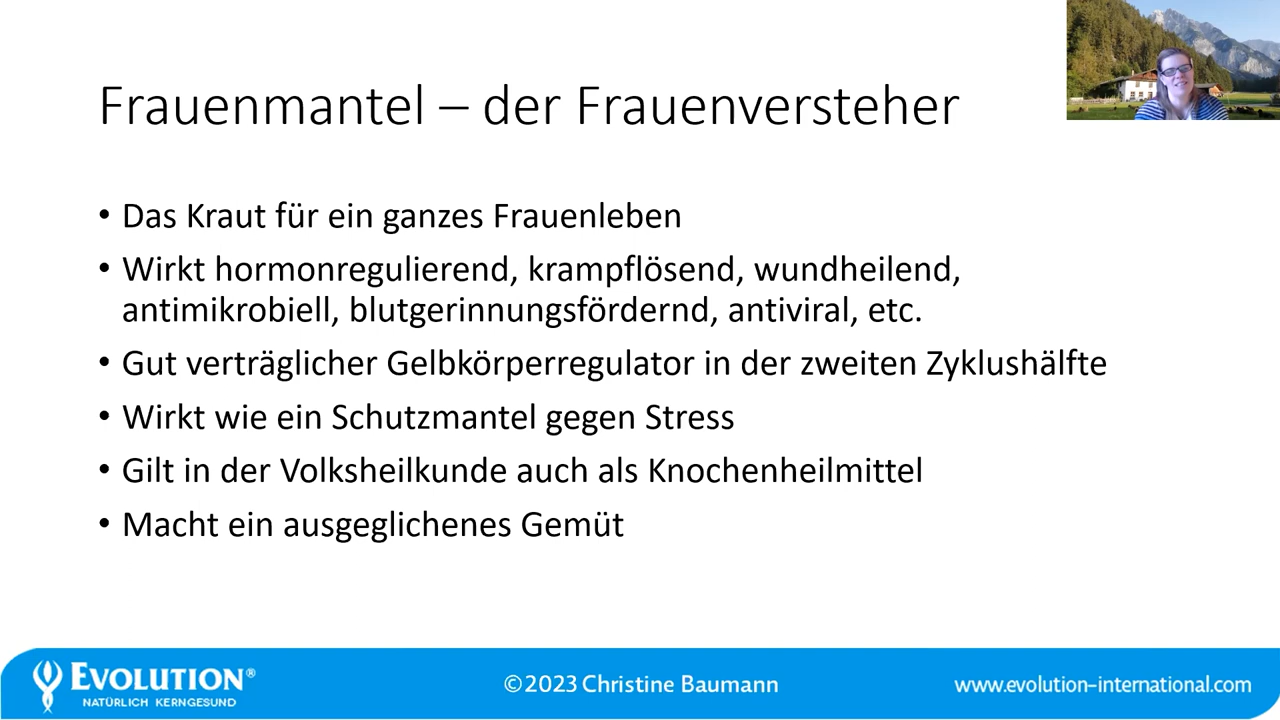 Frauenmantel – der Frauenversteher
• Das Kraut für ein ganzes Frauenleben
• Wirkt hormonregulierend, krampflösend, wundheilend,
antimikrobiell, blutgerinnungsfördernd, antiviral, etc.
• Gut verträglicher Gelbkörperregulator in der zweiten Zyklushälfte
• Wirkt wie ein Schutzmantel gegen Stress
• Gilt in der Volksheilkunde auch als Knochenheilmittel
• Macht ein ausgeglichenes Gemüt
EVOLUTION®
NATÜRLICH KERNGESUND
©2023 Christine Baumann
www.evolution-international.com